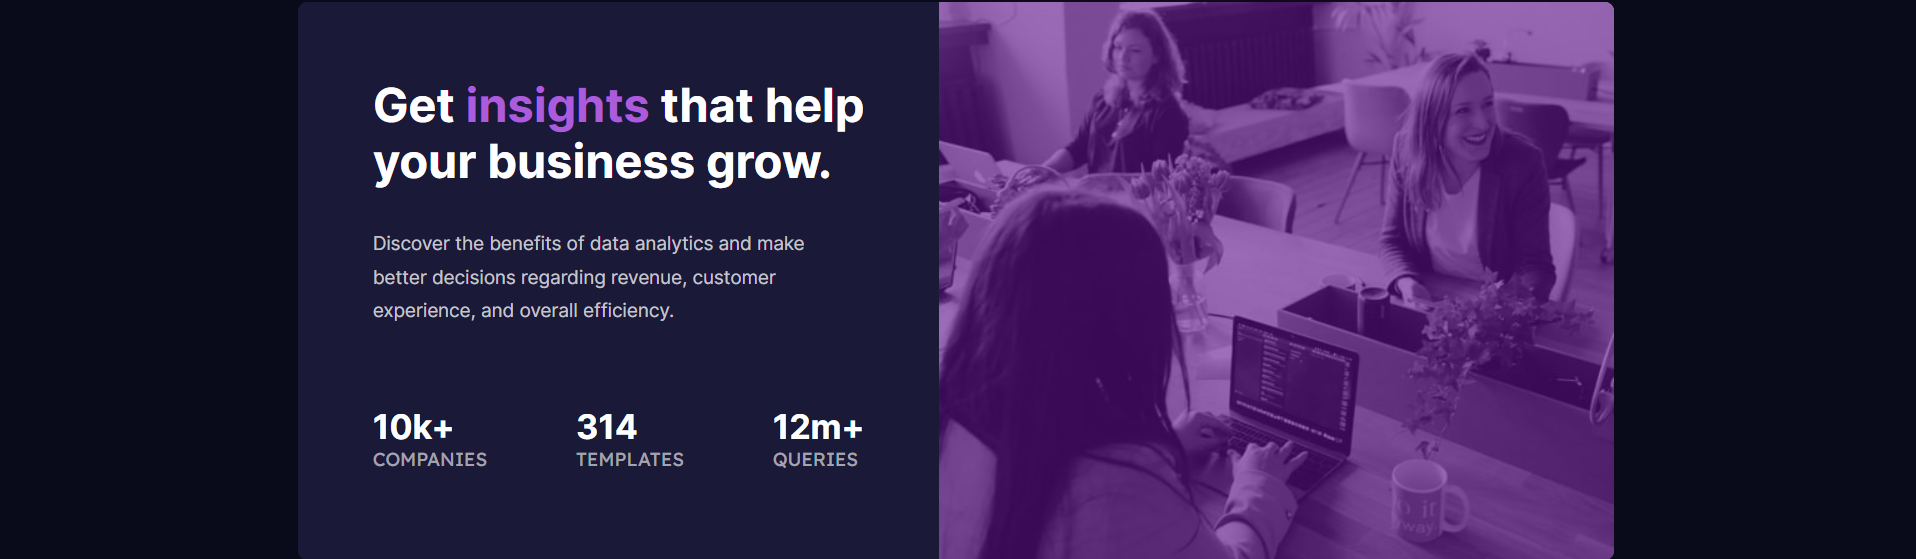 Get insights that help
your business grow.
Discover the benefits of data analytics and make
better decisions regarding revenue, customer
experience, and overall efficiency.
10k+ 314 12m+
COMPANIES TEMPLATES QUERIES
it